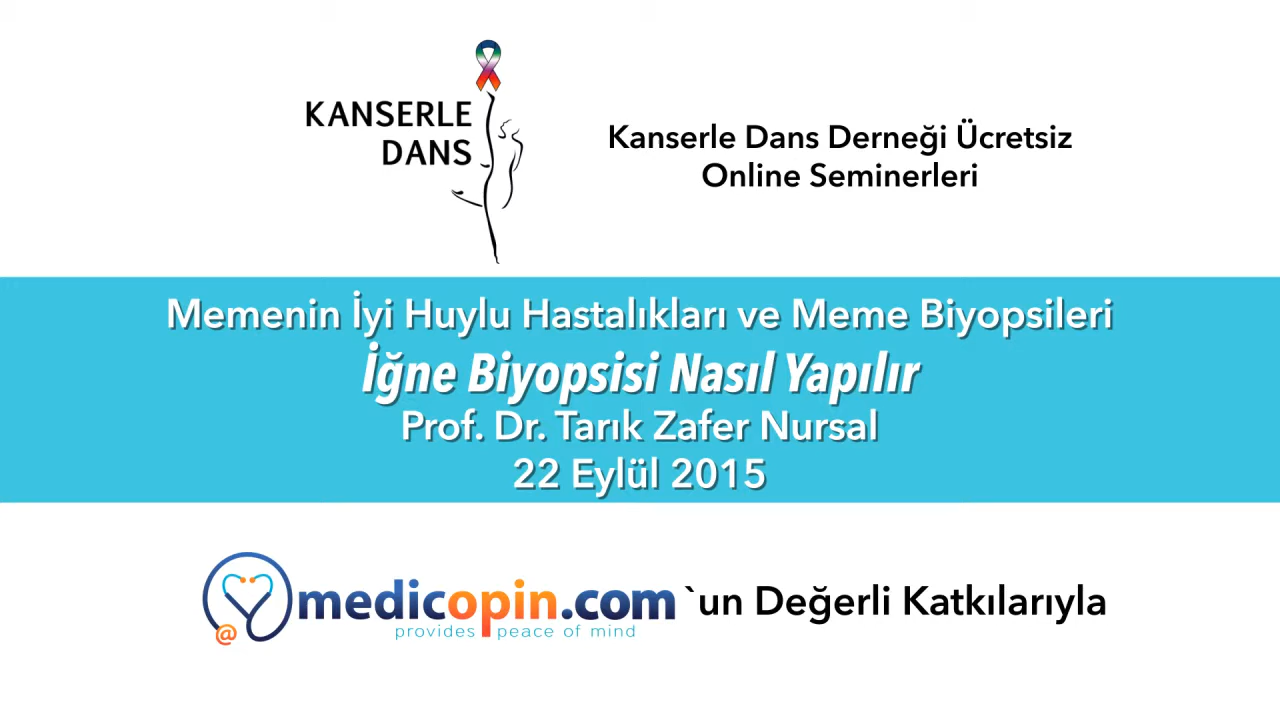 KANSERLE
DANS
Kanserle Dans Derneği Ücretsiz
Online Seminerleri
Memenin İyi Huylu Hastalıkları ve Meme Biyopsileri
İğne Biyopsisi Nasıl Yapılır
Prof. Dr. Tarık Zafer Nursal
22 Eylül 2015
@ medicopin.com `un Değerli Katkılarıyla
provides peace of mind